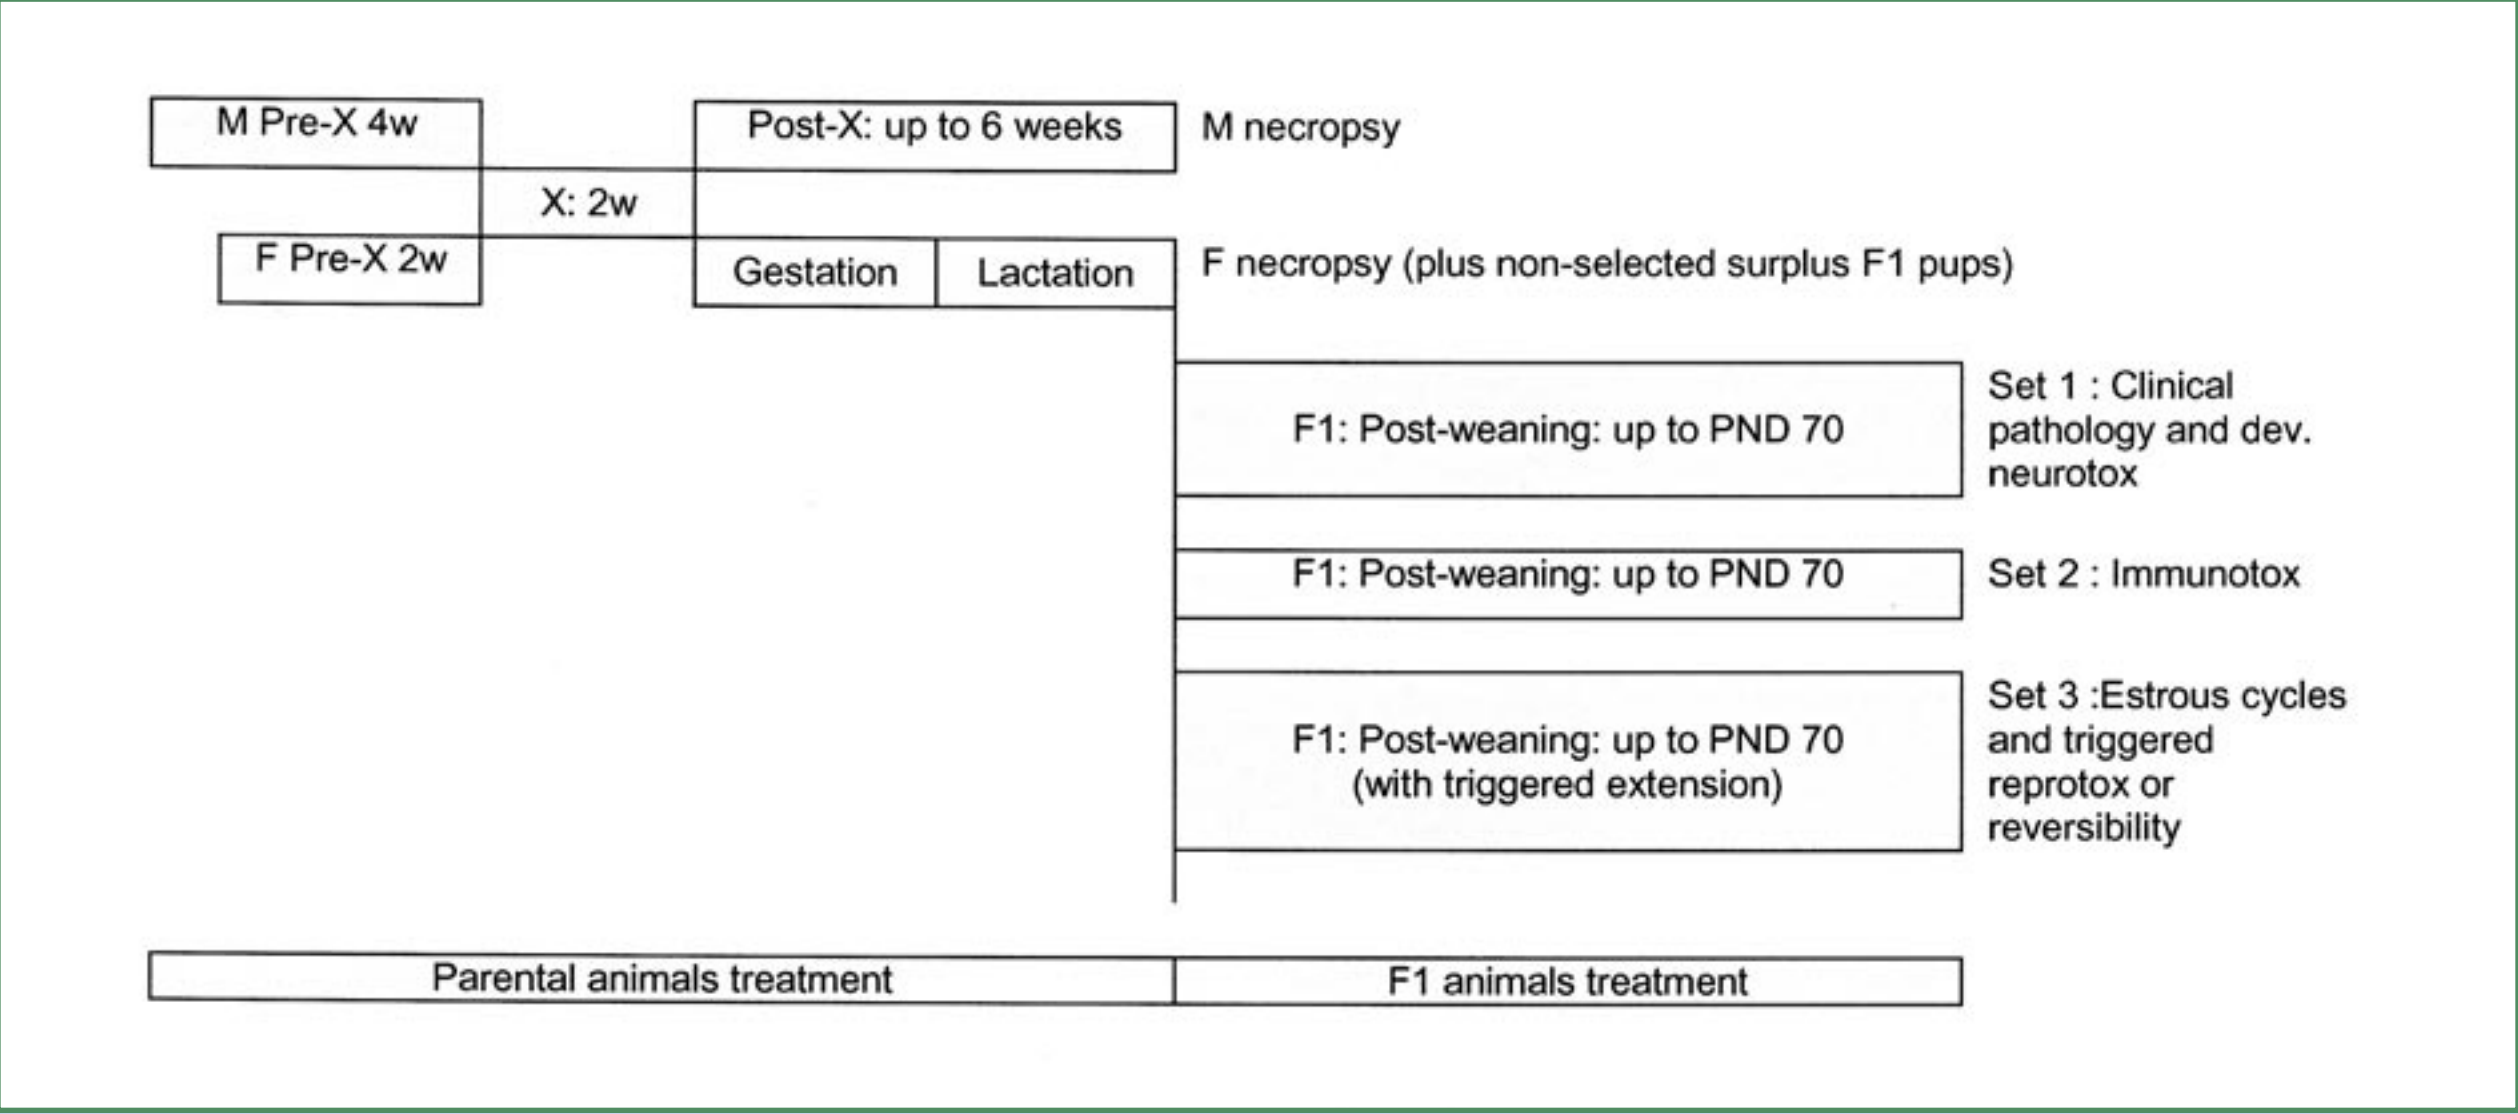 M Pre-X 4w
Post-X: up to 6 weeks
M necropsy
X: 2w
F Pre-X 2w
Gestation
Lactation
F necropsy (plus non-selected surplus F1 pups)
F1: Post-weaning: up to PND 70
Set 1 : Clinical
pathology and dev.
neurotox
F1: Post-weaning: up to PND 70
Set 2 : Immunotox
F1: Post-weaning: up to PND 70
(with triggered extension)
Set 3 :Estrous cycles
and triggered
reprotox or
reversibility
Parental animals treatment
F1 animals treatment